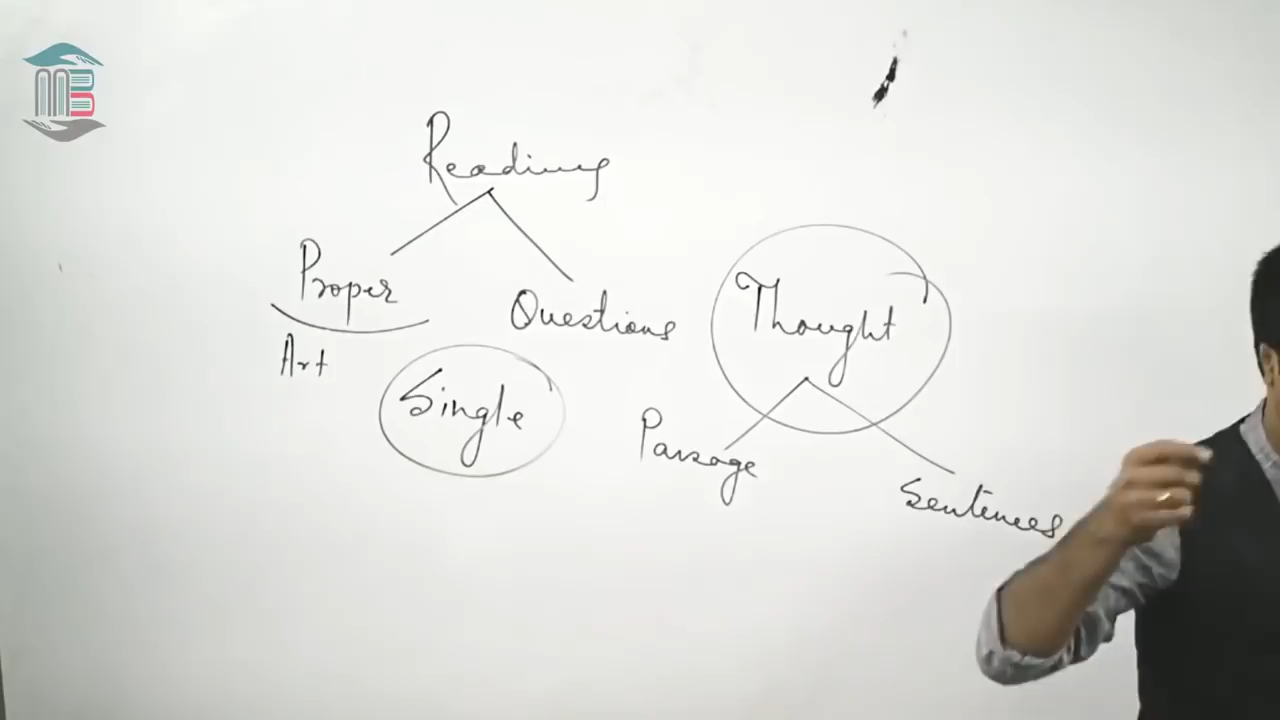 Reading
Proper
Questions
Art
Single
Thought
Passage
Sentences